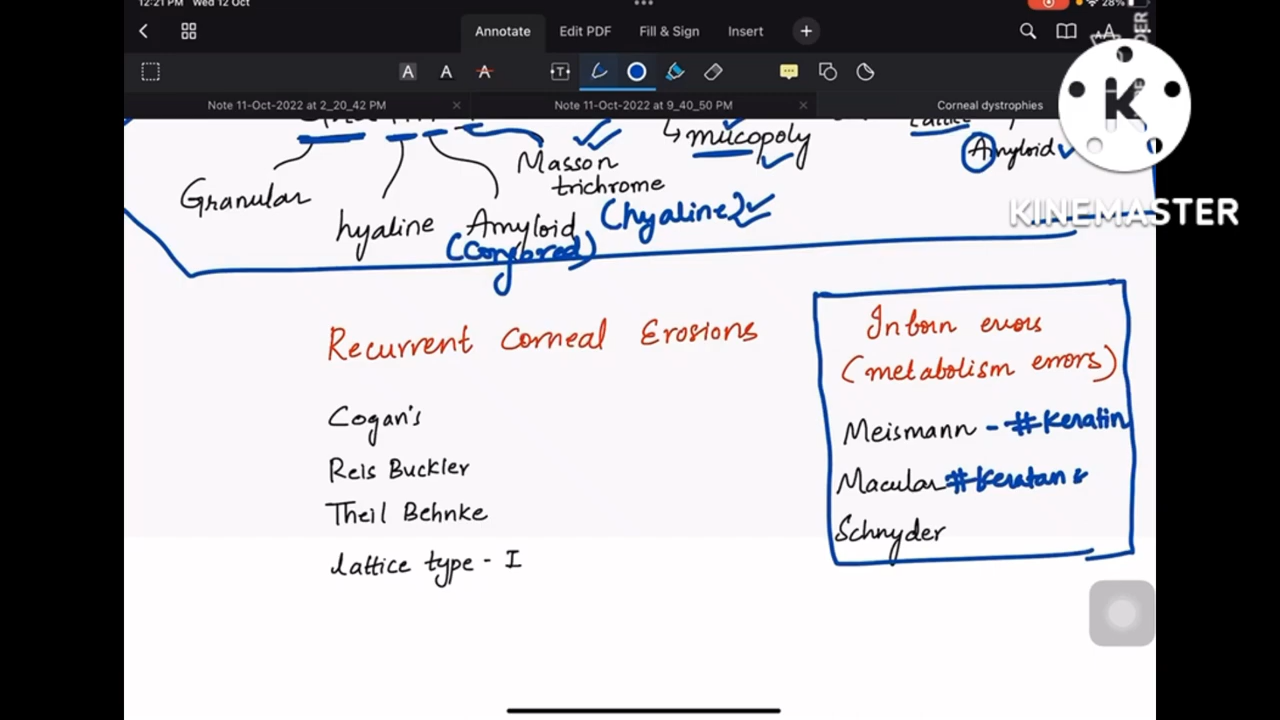 12:21 PM Wed 12 Oct
28%
Annotate Edit PDF Fill & Sign Insert +
Note 11-Oct-2022 at 2_20_42 PM
Note 11-Oct-2022 at 9_40_50 PM
Corneal dystrophies
mucopoly
Lattice
Amyloid
Masson
trichrome
Granular
hyaline
Amyloid
(hyaline)
KINEMASTER
Recurrent Corneal Erosions
Cogan's
Reis Buckler
Theil Behnke
lattice type - I
Inborn errors
(metabolism errors)
Meismann - #Keratin
Macular #Keratan s
Schnyder